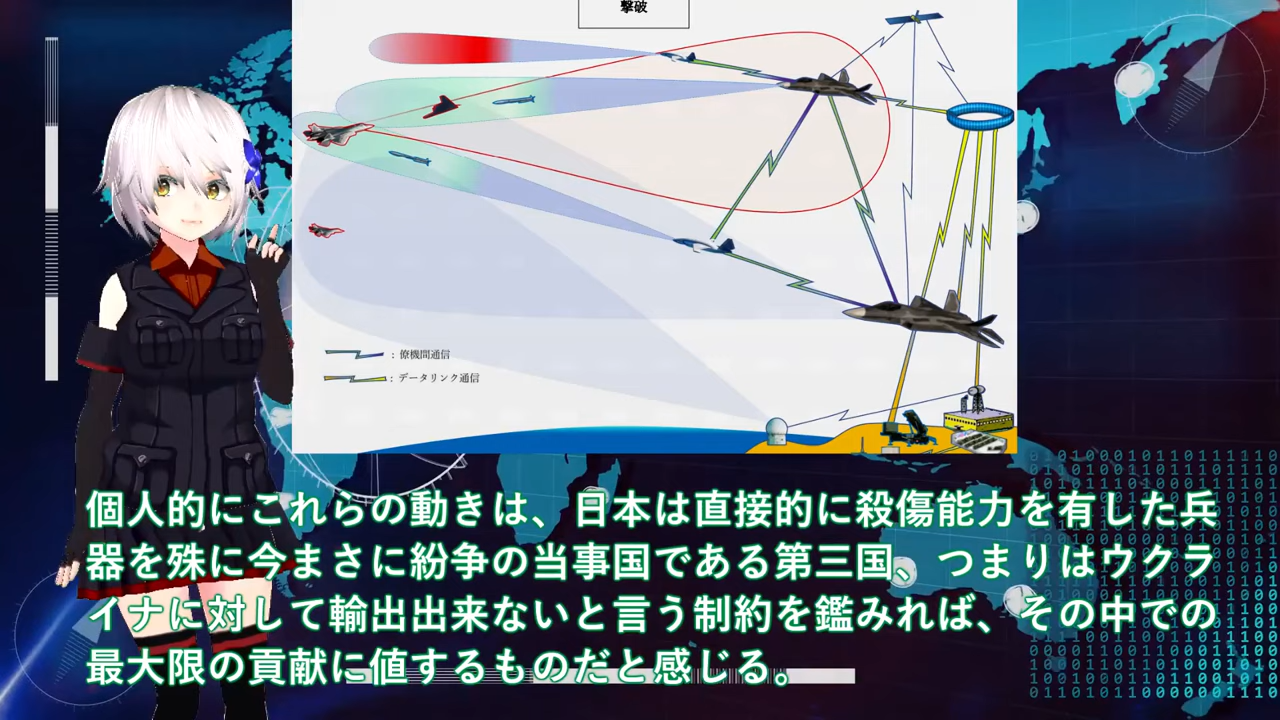 撃破
：僚機間通信
：データリンク通信
個人的にこれらの動きは、日本は直接的に殺傷能力を有した兵
器を殊に今まさに紛争の当事国である第三国、つまりはウクラ
イナに対して輸出出来ないと言う制約を鑑みれば、その中での
最大限の貢献に値するものだと感じる。